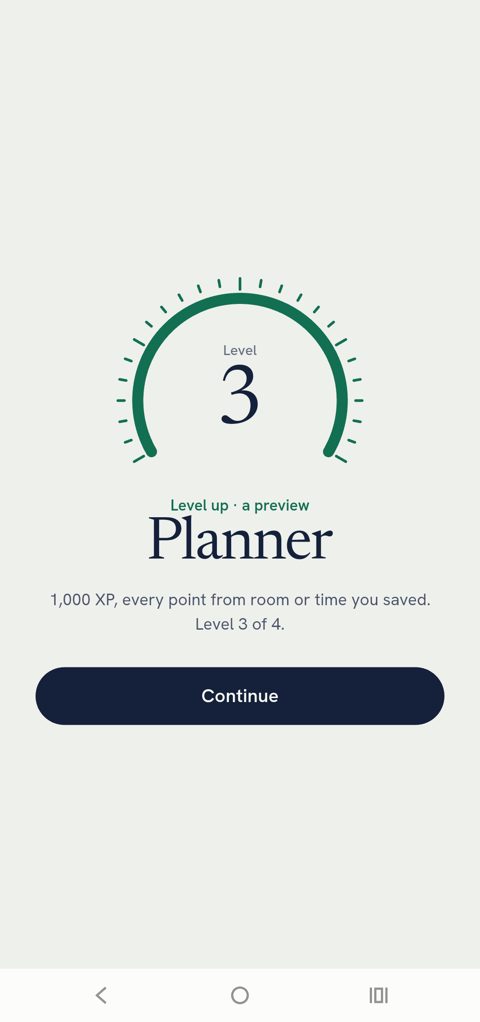 Level
3
Level up · a preview
Planner
1,000 XP, every point from room or time you saved.
Level 3 of 4.
Continue